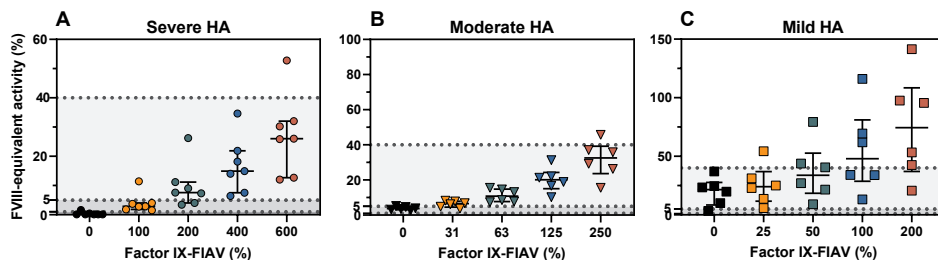 A
Severe HA
FVIII-equivalent activity (%)
60
40
20
5
1
0
0 100 200 400 600
Factor IX-FIAV (%)
B
Moderate HA
100
80
60
40
20
5
0
0 31 63 125 250
Factor IX-FIAV (%)
C
Mild HA
150
100
50
5
0
0 25 50 100 200
Factor IX-FIAV (%)